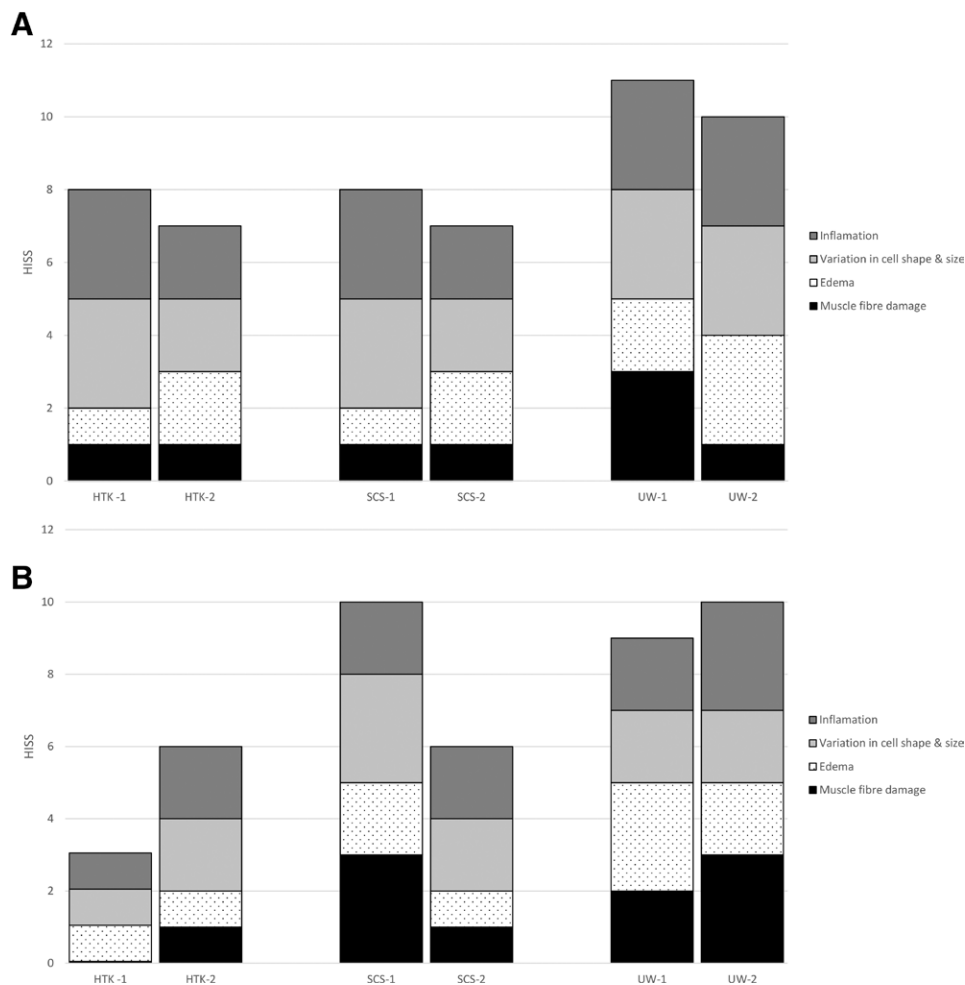 A
12
10
8
6
4
2
0
HISS
HTK -1
HTK-2
SCS-1
SCS-2
UW-1
UW-2
Inflamation
Variation in cell shape & size
Edema
Muscle fibre damage
B
12
10
8
6
4
2
0
HISS
HTK -1
HTK-2
SCS-1
SCS-2
UW-1
UW-2
Inflamation
Variation in cell shape & size
Edema
Muscle fibre damage